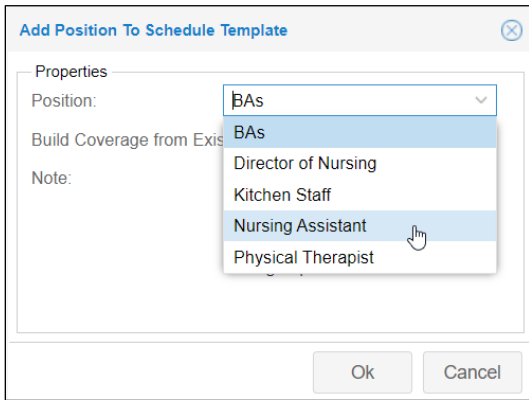 Add Position To Schedule Template
Properties
Position:
BAs
Build Coverage from Exis
BAs
Director of Nursing
Note:
Kitchen Staff
Nursing Assistant
Physical Therapist
Ok
Cancel